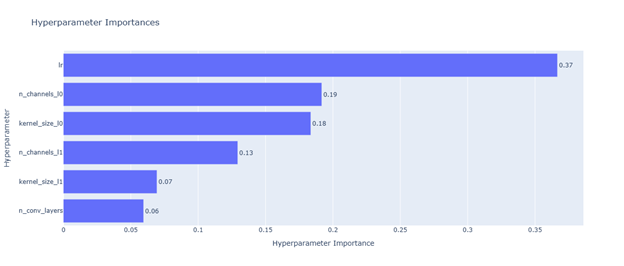 Hyperparameter Importances
Hyperparameter
lr
0.37
n_channels_l0
0.19
kernel_size_l0
0.18
n_channels_l1
0.13
kernel_size_l1
0.07
n_conv_layers
0.06
0 0.05 0.1 0.15 0.2 0.25 0.3 0.35
Hyperparameter Importance